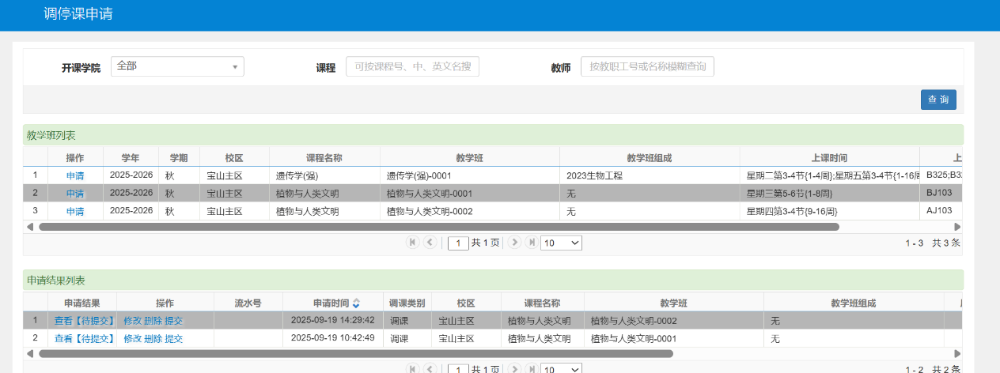 调停课申请
开课学院 全部 课程 可按课程号、中、英文名搜 教师 按教职工号或名称模糊查询
查 询
教学班列表
操作 学年 学期 校区 课程名称 教学班 教学班组成 上课时间 上
1 申请 2025-2026 秋 宝山主区 遗传学(强) 遗传学(强)-0001 2023生物工程 星期二第3-4节{1-4周};星期五第3-4节{1-16周 B325;B3
2 申请 2025-2026 秋 宝山主区 植物与人类文明 植物与人类文明-0001 无 星期三第5-6节{1-8周} BJ103
3 申请 2025-2026 秋 宝山主区 植物与人类文明 植物与人类文明-0002 无 星期四第3-4节{9-16周} AJ103
1 共 1 页 10 1 - 3 共 3 条
申请结果列表
申请结果 操作 流水号 申请时间 调课类别 校区 课程名称 教学班 教学班组成
1 查看【待提交】 修改 删除 提交 2025-09-19 14:29:42 调课 宝山主区 植物与人类文明 植物与人类文明-0002 无
2 查看【待提交】 修改 删除 提交 2025-09-19 10:42:49 调课 宝山主区 植物与人类文明 植物与人类文明-0001 无
1 共 1 页 10 1 - 2 共 2 条